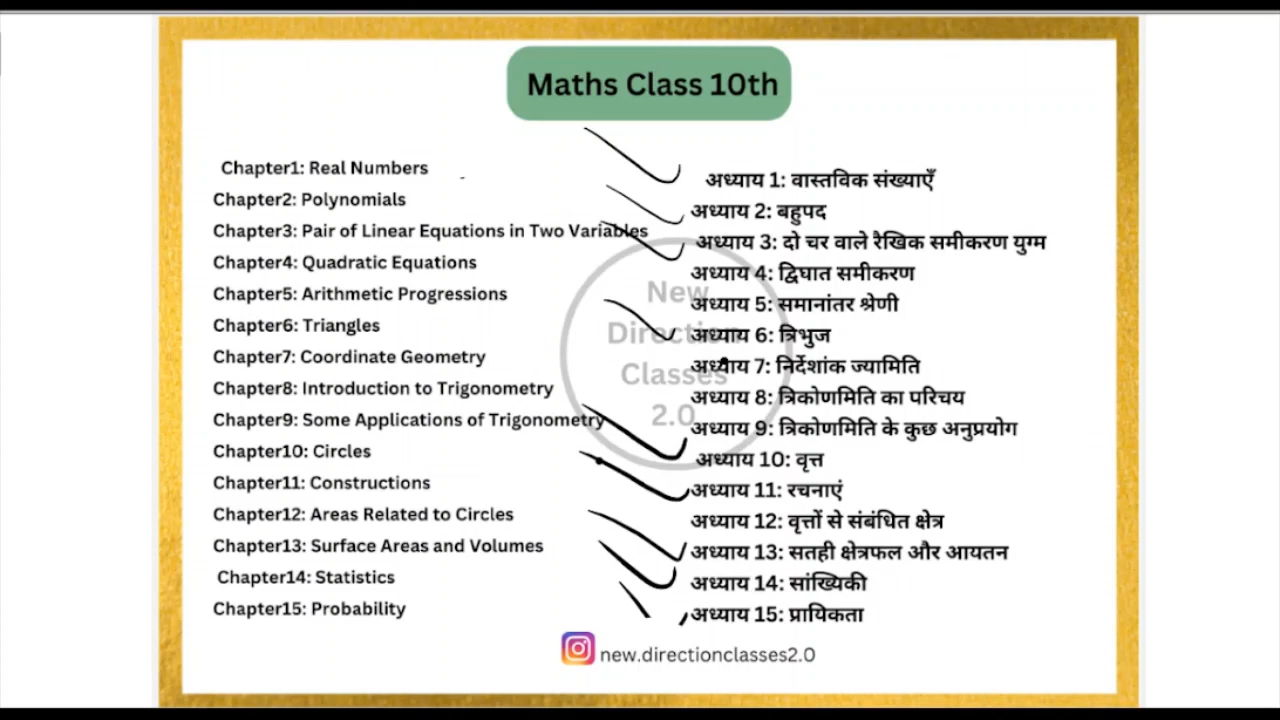 Maths Class 10th
Chapter1: Real Numbers
Chapter2: Polynomials
Chapter3: Pair of Linear Equations in Two Variables
Chapter4: Quadratic Equations
Chapter5: Arithmetic Progressions
Chapter6: Triangles
Chapter7: Coordinate Geometry
Chapter8: Introduction to Trigonometry
Chapter9: Some Applications of Trigonometry
Chapter10: Circles
Chapter11: Constructions
Chapter12: Areas Related to Circles
Chapter13: Surface Areas and Volumes
Chapter14: Statistics
Chapter15: Probability
अध्याय 1: वास्तविक संख्याएँ
अध्याय 2: बहुपद
अध्याय 3: दो चर वाले रैखिक समीकरण युग्म
अध्याय 4: द्विघात समीकरण
अध्याय 5: समानांतर श्रेणी
अध्याय 6: त्रिभुज
अध्याय 7: निर्देशांक ज्यामिति
अध्याय 8: त्रिकोणमिति का परिचय
अध्याय 9: त्रिकोणमिति के कुछ अनुप्रयोग
अध्याय 10: वृत्त
अध्याय 11: रचनाएं
अध्याय 12: वृत्तों से संबंधित क्षेत्र
अध्याय 13: सतही क्षेत्रफल और आयतन
अध्याय 14: सांख्यिकी
अध्याय 15: प्रायिकता
New
Direction
Classes
2.0
new.directionclasses2.0